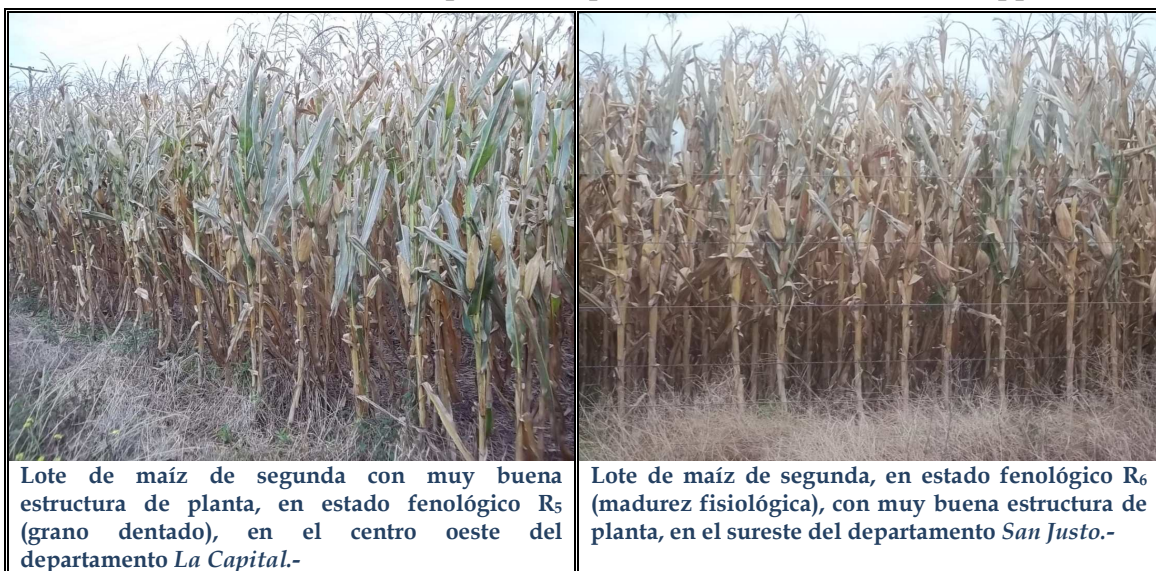 Lote de maíz de segunda con muy buena
estructura de planta, en estado fenológico R₅
(grano dentado), en el centro oeste del
departamento La Capital.-
Lote de maíz de segunda, en estado fenológico R₆
(madurez fisiológica), con muy buena estructura de
planta, en el sureste del departamento San Justo.-